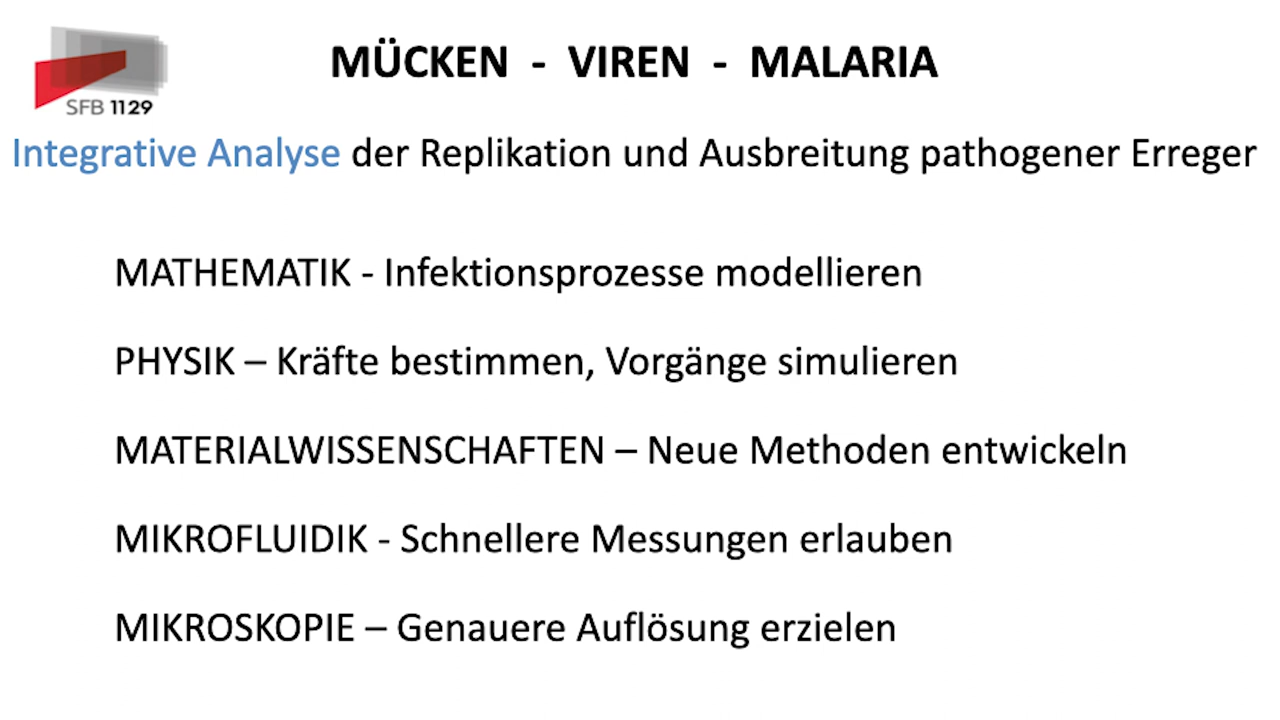 SFB 1129
MÜCKEN - VIREN - MALARIA
Integrative Analyse der Replikation und Ausbreitung pathogener Erreger
MATHEMATIK - Infektionsprozesse modellieren
PHYSIK – Kräfte bestimmen, Vorgänge simulieren
MATERIALWISSENSCHAFTEN – Neue Methoden entwickeln
MIKROFLUIDIK - Schnellere Messungen erlauben
MIKROSKOPIE – Genauere Auflösung erzielen